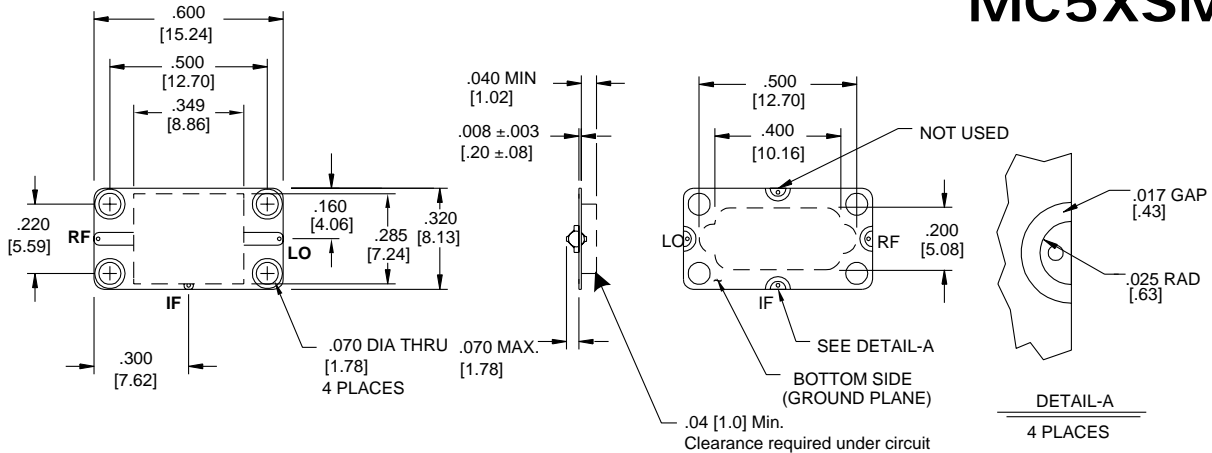 MC5XSM
.600
[15.24]
.500
[12.70]
.349
[8.86]
.220
[5.59]
RF
LO
IF
.160
[4.06]
.285
[7.24]
.320
[8.13]
.300
[7.62]
.070 DIA THRU
[1.78]
4 PLACES
.040 MIN
[1.02]
.008 ±.003
[.20 ±.08]
.070 MAX.
[1.78]
.04 [1.0] Min.
Clearance required under circuit
.500
[12.70]
.400
[10.16]
NOT USED
LO
RF
IF
.200
[5.08]
SEE DETAIL-A
BOTTOM SIDE
(GROUND PLANE)
.017 GAP
[.43]
.025 RAD
[.63]
DETAIL-A
4 PLACES